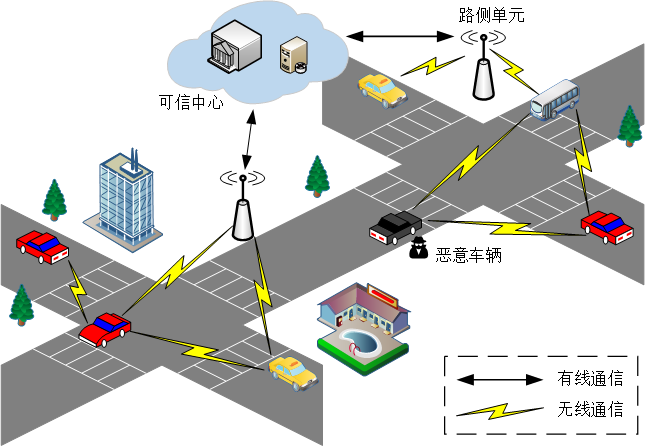 路侧单元
可信中心
恶意车辆
有线通信
无线通信